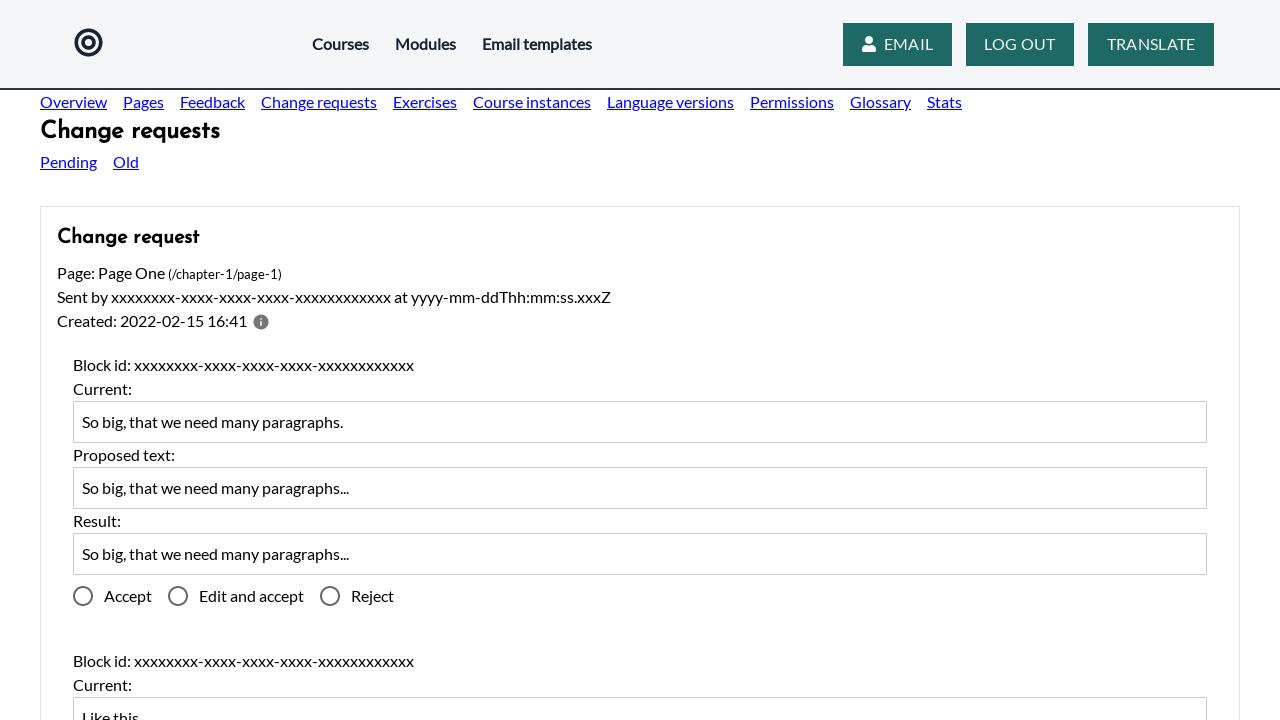 Courses Modules Email templates EMAIL LOG OUT TRANSLATE
Overview Pages Feedback Change requests Exercises Course instances Language versions Permissions Glossary Stats
Change requests
Pending Old
Change request
Page: Page One (/chapter-1/page-1)
Sent by xxxxxxxx-xxxx-xxxx-xxxx-xxxxxxxxxxxx at yyyy-mm-ddThh:mm:ss.xxxZ
Created: 2022-02-15 16:41
Block id: xxxxxxxx-xxxx-xxxx-xxxx-xxxxxxxxxxxx
Current:
So big, that we need many paragraphs.
Proposed text:
So big, that we need many paragraphs...
Result:
So big, that we need many paragraphs...
Accept Edit and accept Reject
Block id: xxxxxxxx-xxxx-xxxx-xxxx-xxxxxxxxxxxx
Current:
Like this